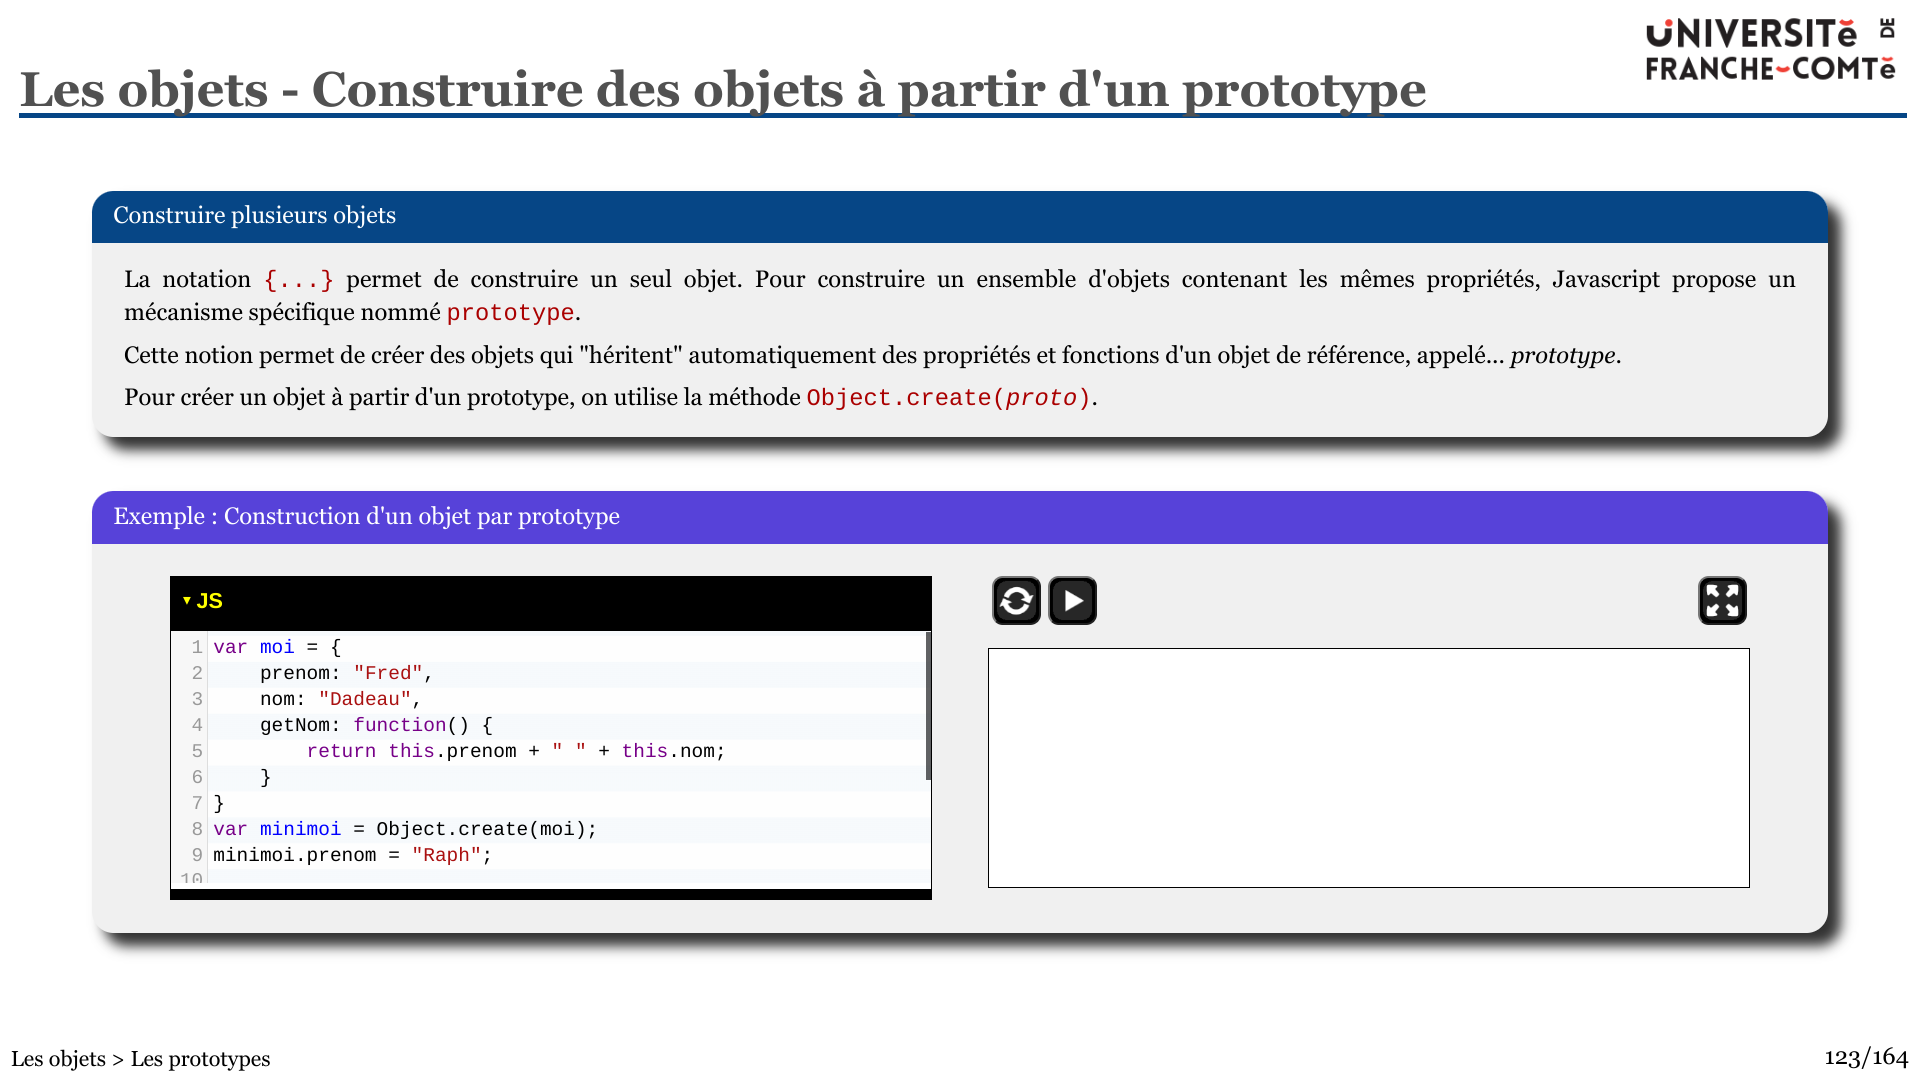 UNIVERSITĕ DE
FRANCHE-COMTĕ
Les objets - Construire des objets à partir d'un prototype
Construire plusieurs objets
La notation {...} permet de construire un seul objet. Pour construire un ensemble d'objets contenant les mêmes propriétés, Javascript propose un
mécanisme spécifique nommé prototype.
Cette notion permet de créer des objets qui "héritent" automatiquement des propriétés et fonctions d'un objet de référence, appelé... prototype.
Pour créer un objet à partir d'un prototype, on utilise la méthode Object.create(proto).
Exemple : Construction d'un objet par prototype
▼ JS
1 var moi = {
2     prenom: "Fred",
3     nom: "Dadeau",
4     getNom: function() {
5         return this.prenom + " " + this.nom;
6     }
7 }
8 var minimoi = Object.create(moi);
9 minimoi.prenom = "Raph";
10
Les objets > Les prototypes
123/164